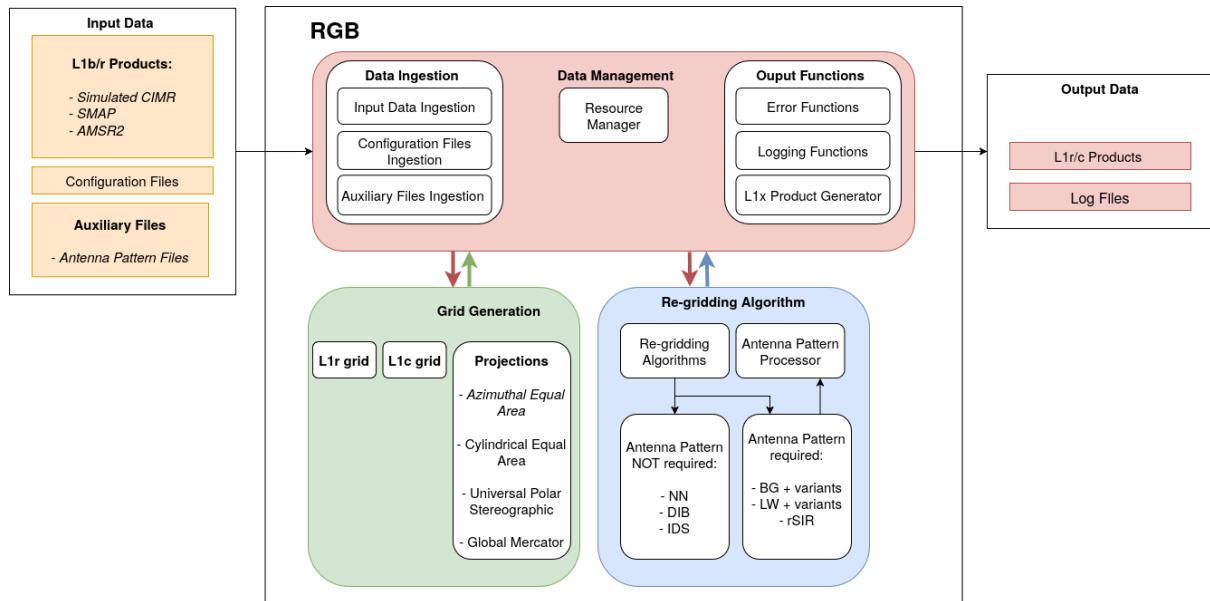 Input Data
L1b/r Products:
- Simulated CIMR
- SMAP
- AMSR2
Configuration Files
Auxiliary Files
- Antenna Pattern Files
RGB
Data Ingestion
Input Data Ingestion
Configuration Files
Ingestion
Auxiliary Files Ingestion
Data Management
Resource
Manager
Ouput Functions
Error Functions
Logging Functions
L1x Product Generator
Output Data
L1r/c Products
Log FIles
Grid Generation
L1r grid
L1c grid
Projections
- Azimuthal Equal
Area
- Cylindrical Equal
Area
- Universal Polar
Stereographic
- Global Mercator
Re-gridding Algorithm
Re-gridding
Algorithms
Antenna Pattern
Processor
Antenna Pattern
NOT required:
- NN
- DIB
- IDS
Antenna Pattern
required:
- BG + variants
- LW + variants
- rSIR